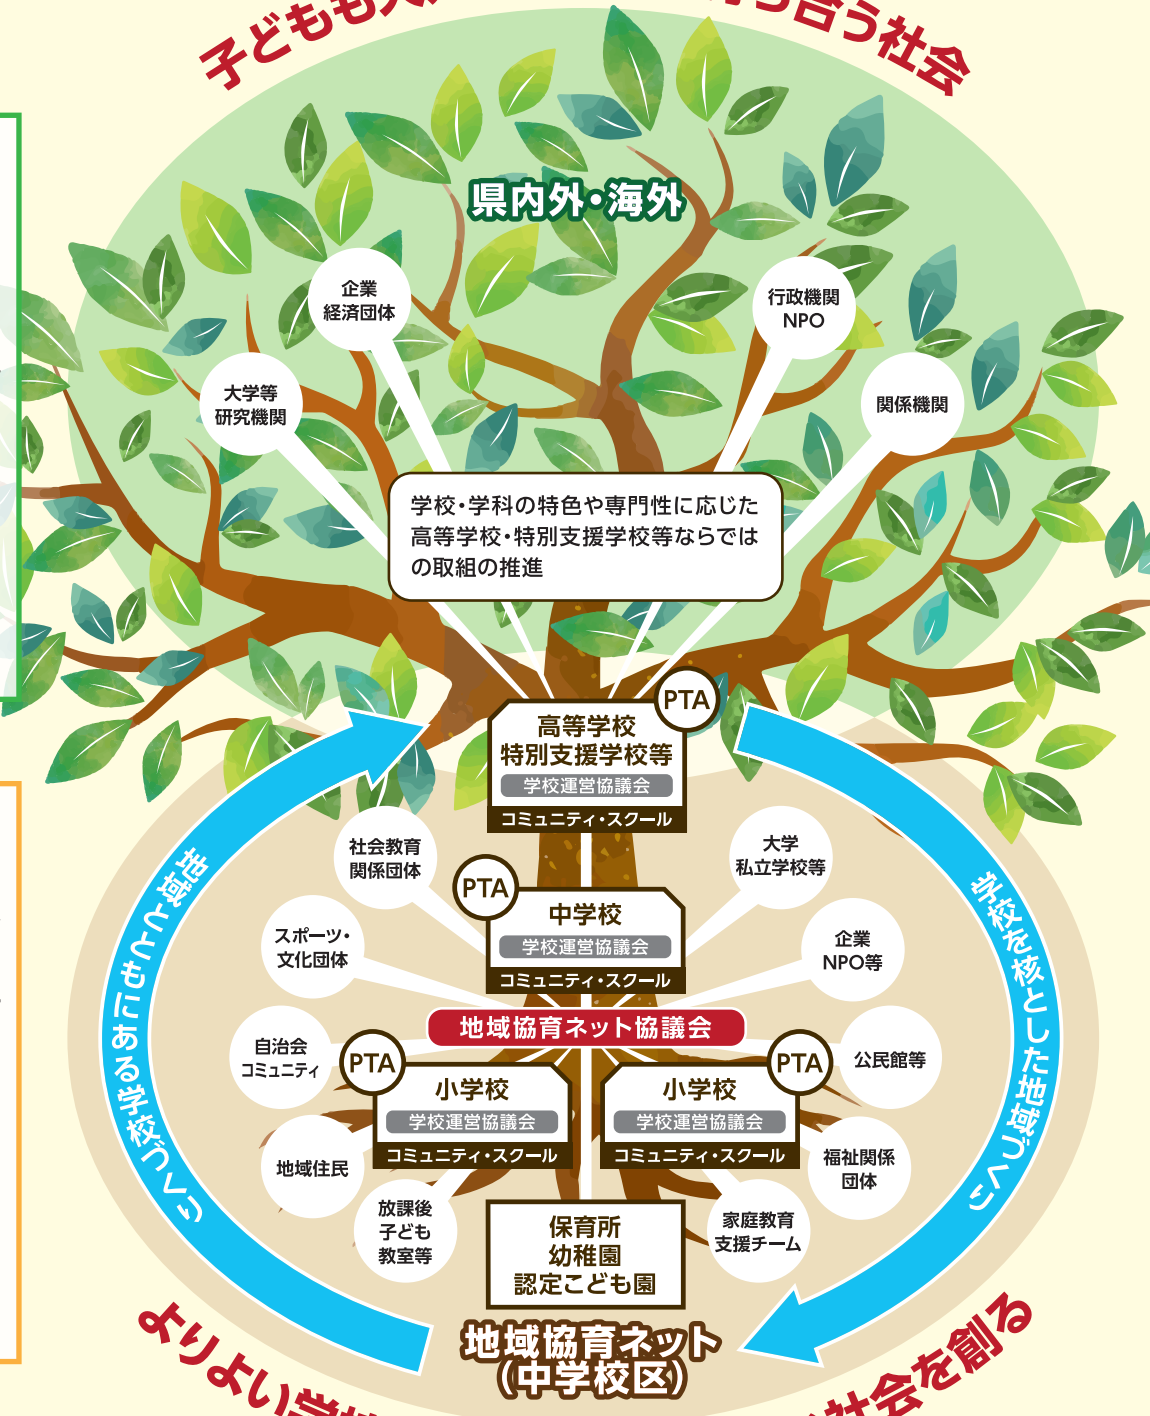 子どもも大
育ち合う社会
県内外・海外
企業
経済団体
行政機関
NPO
大学等
研究機関
関係機関
学校・学科の特色や専門性に応じた
高等学校・特別支援学校等ならでは
の取組の推進
PTA
高等学校
特別支援学校等
学校運営協議会
コミュニティ・スクール
社会教育
関係団体
大学
私立学校等
PTA
中学校
学校運営協議会
コミュニティ・スクール
スポーツ・
文化団体
企業
NPO等
地域とともにある学校づくり
学校を核とした地域づくり
地域協育ネット協議会
自治会
コミュニティ
PTA
小学校
学校運営協議会
コミュニティ・スクール
PTA
小学校
学校運営協議会
コミュニティ・スクール
公民館等
地域住民
福祉関係
団体
放課後
子ども
教室等
家庭教育
支援チーム
保育所
幼稚園
認定こども園
地域協育ネット
（中学校区）
よりよい学校
社会を創る